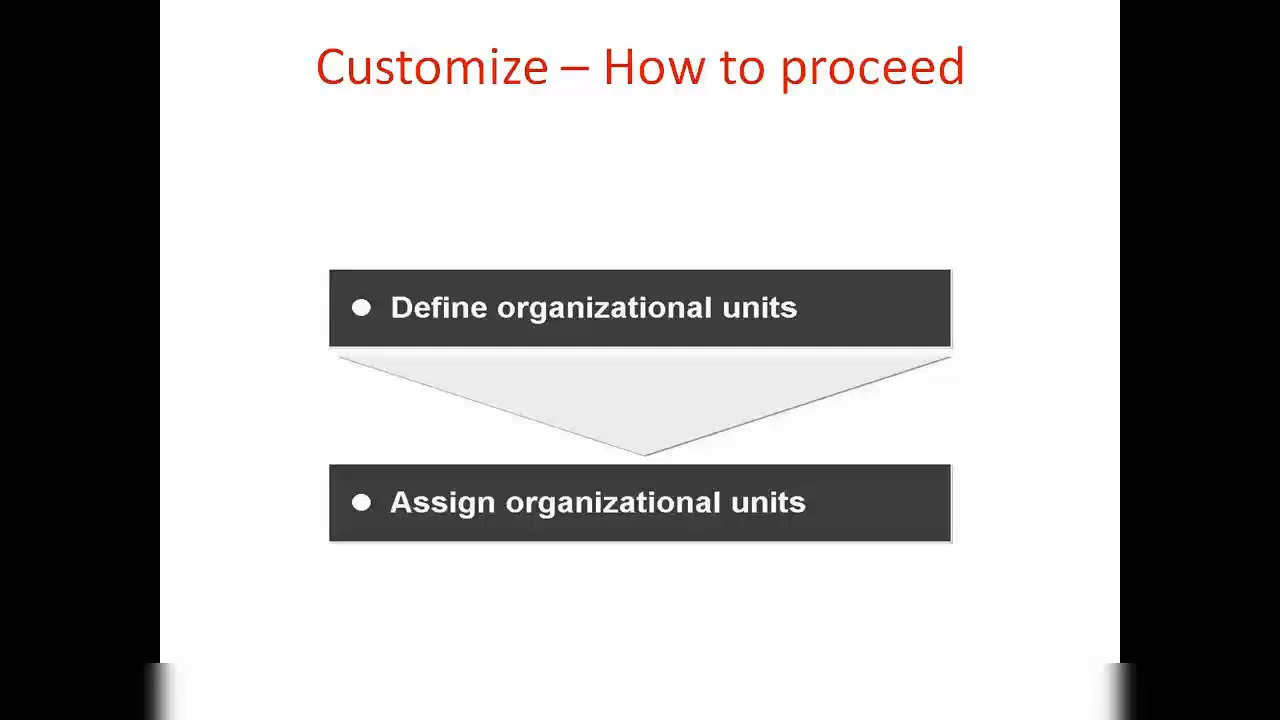 Customize – How to proceed
● Define organizational units
● Assign organizational units